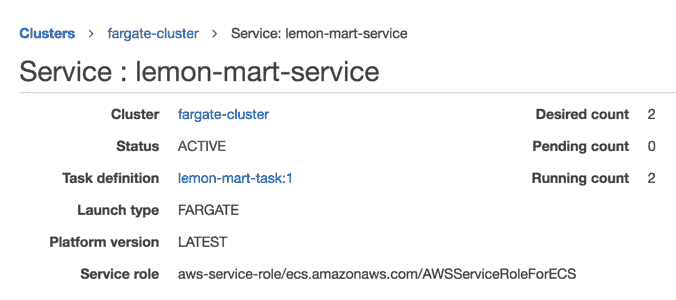 Clusters > fargate-cluster > Service: lemon-mart-service
Service : lemon-mart-service
Cluster fargate-cluster Desired count 2
Status ACTIVE Pending count 0
Task definition lemon-mart-task:1 Running count 2
Launch type FARGATE
Platform version LATEST
Service role aws-service-role/ecs.amazonaws.com/AWSServiceRoleForECS